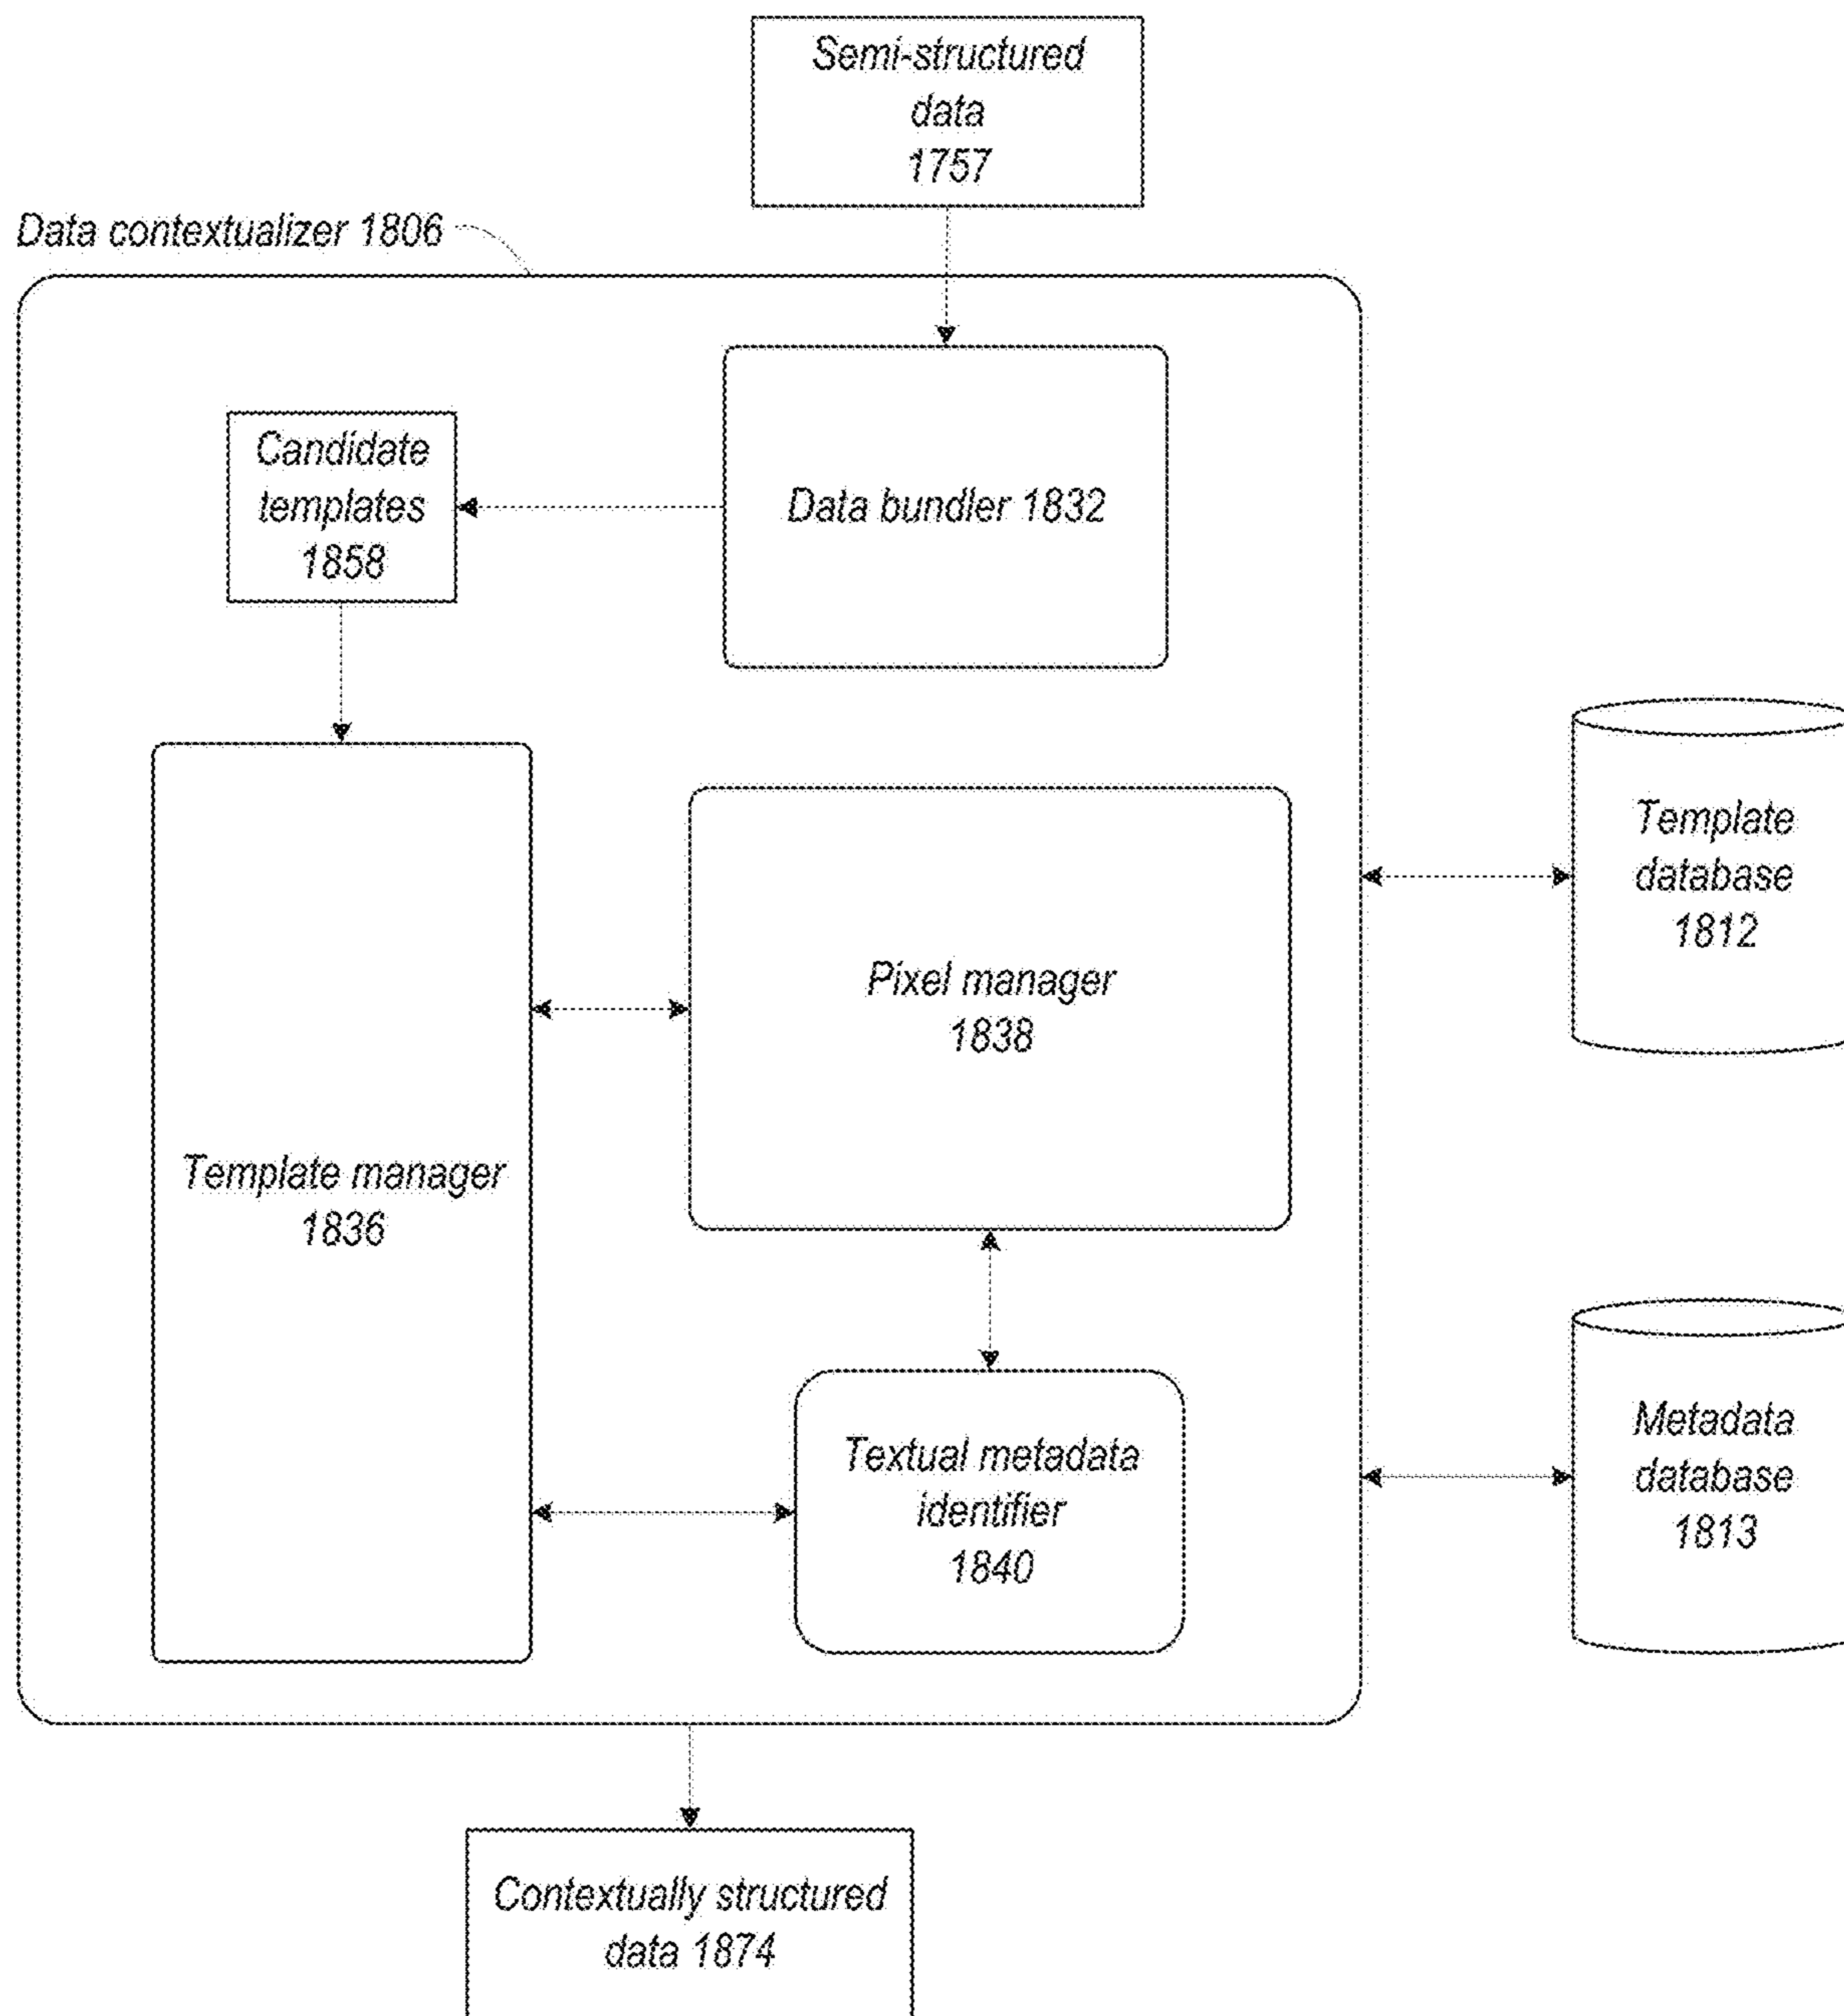 Semi-structured
data
1757
Data contextualizer 1806
Candidate
templates
1858
Data bundler 1832
Template
database
1812
Pixel manager
1838
Template manager
1836
Metadata
database
1813
Textual metadata
identifier
1840
Contextually structured
data 1874